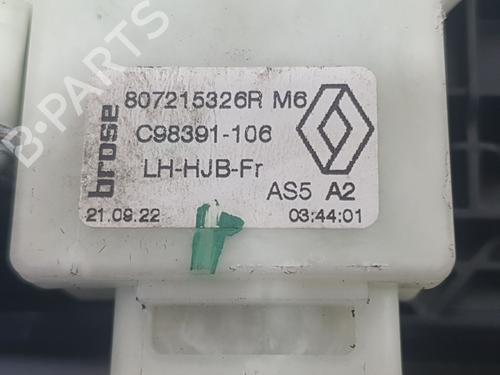 brose
807215326R M6
C98391-106
LH-HJB-Fr
AS5 A2
21.09.22 03:44:01
B-PARTS